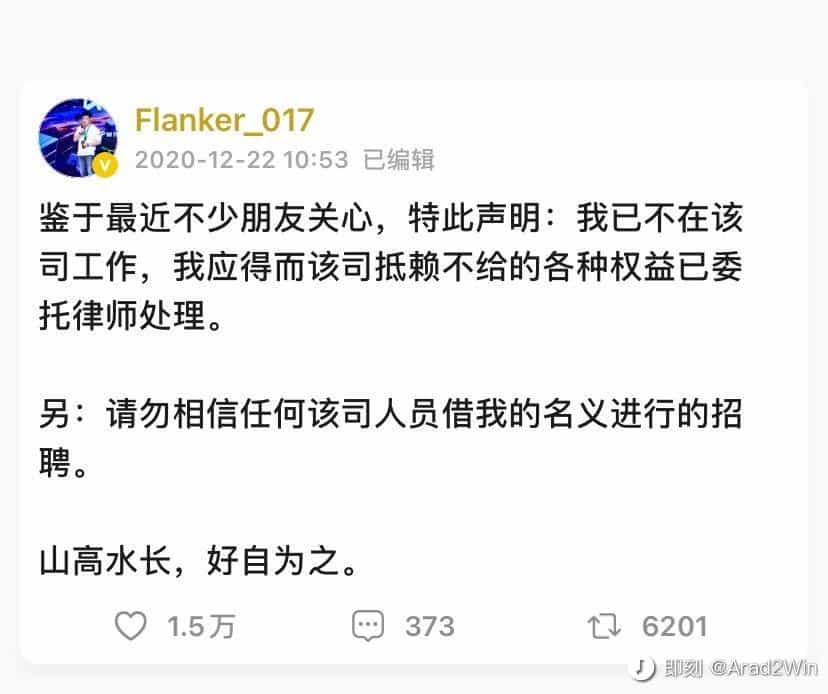 Flanker_017
2020-12-22 10:53 已编辑
鉴于最近不少朋友关心，特此声明：我已不在该
司工作，我应得而该司抵赖不给的各种权益已委
托律师处理。
另：请勿相信任何该司人员借我的名义进行的招
聘。
山高水长，好自为之。
1.5万 373 6201
即刻 @Arad2Win